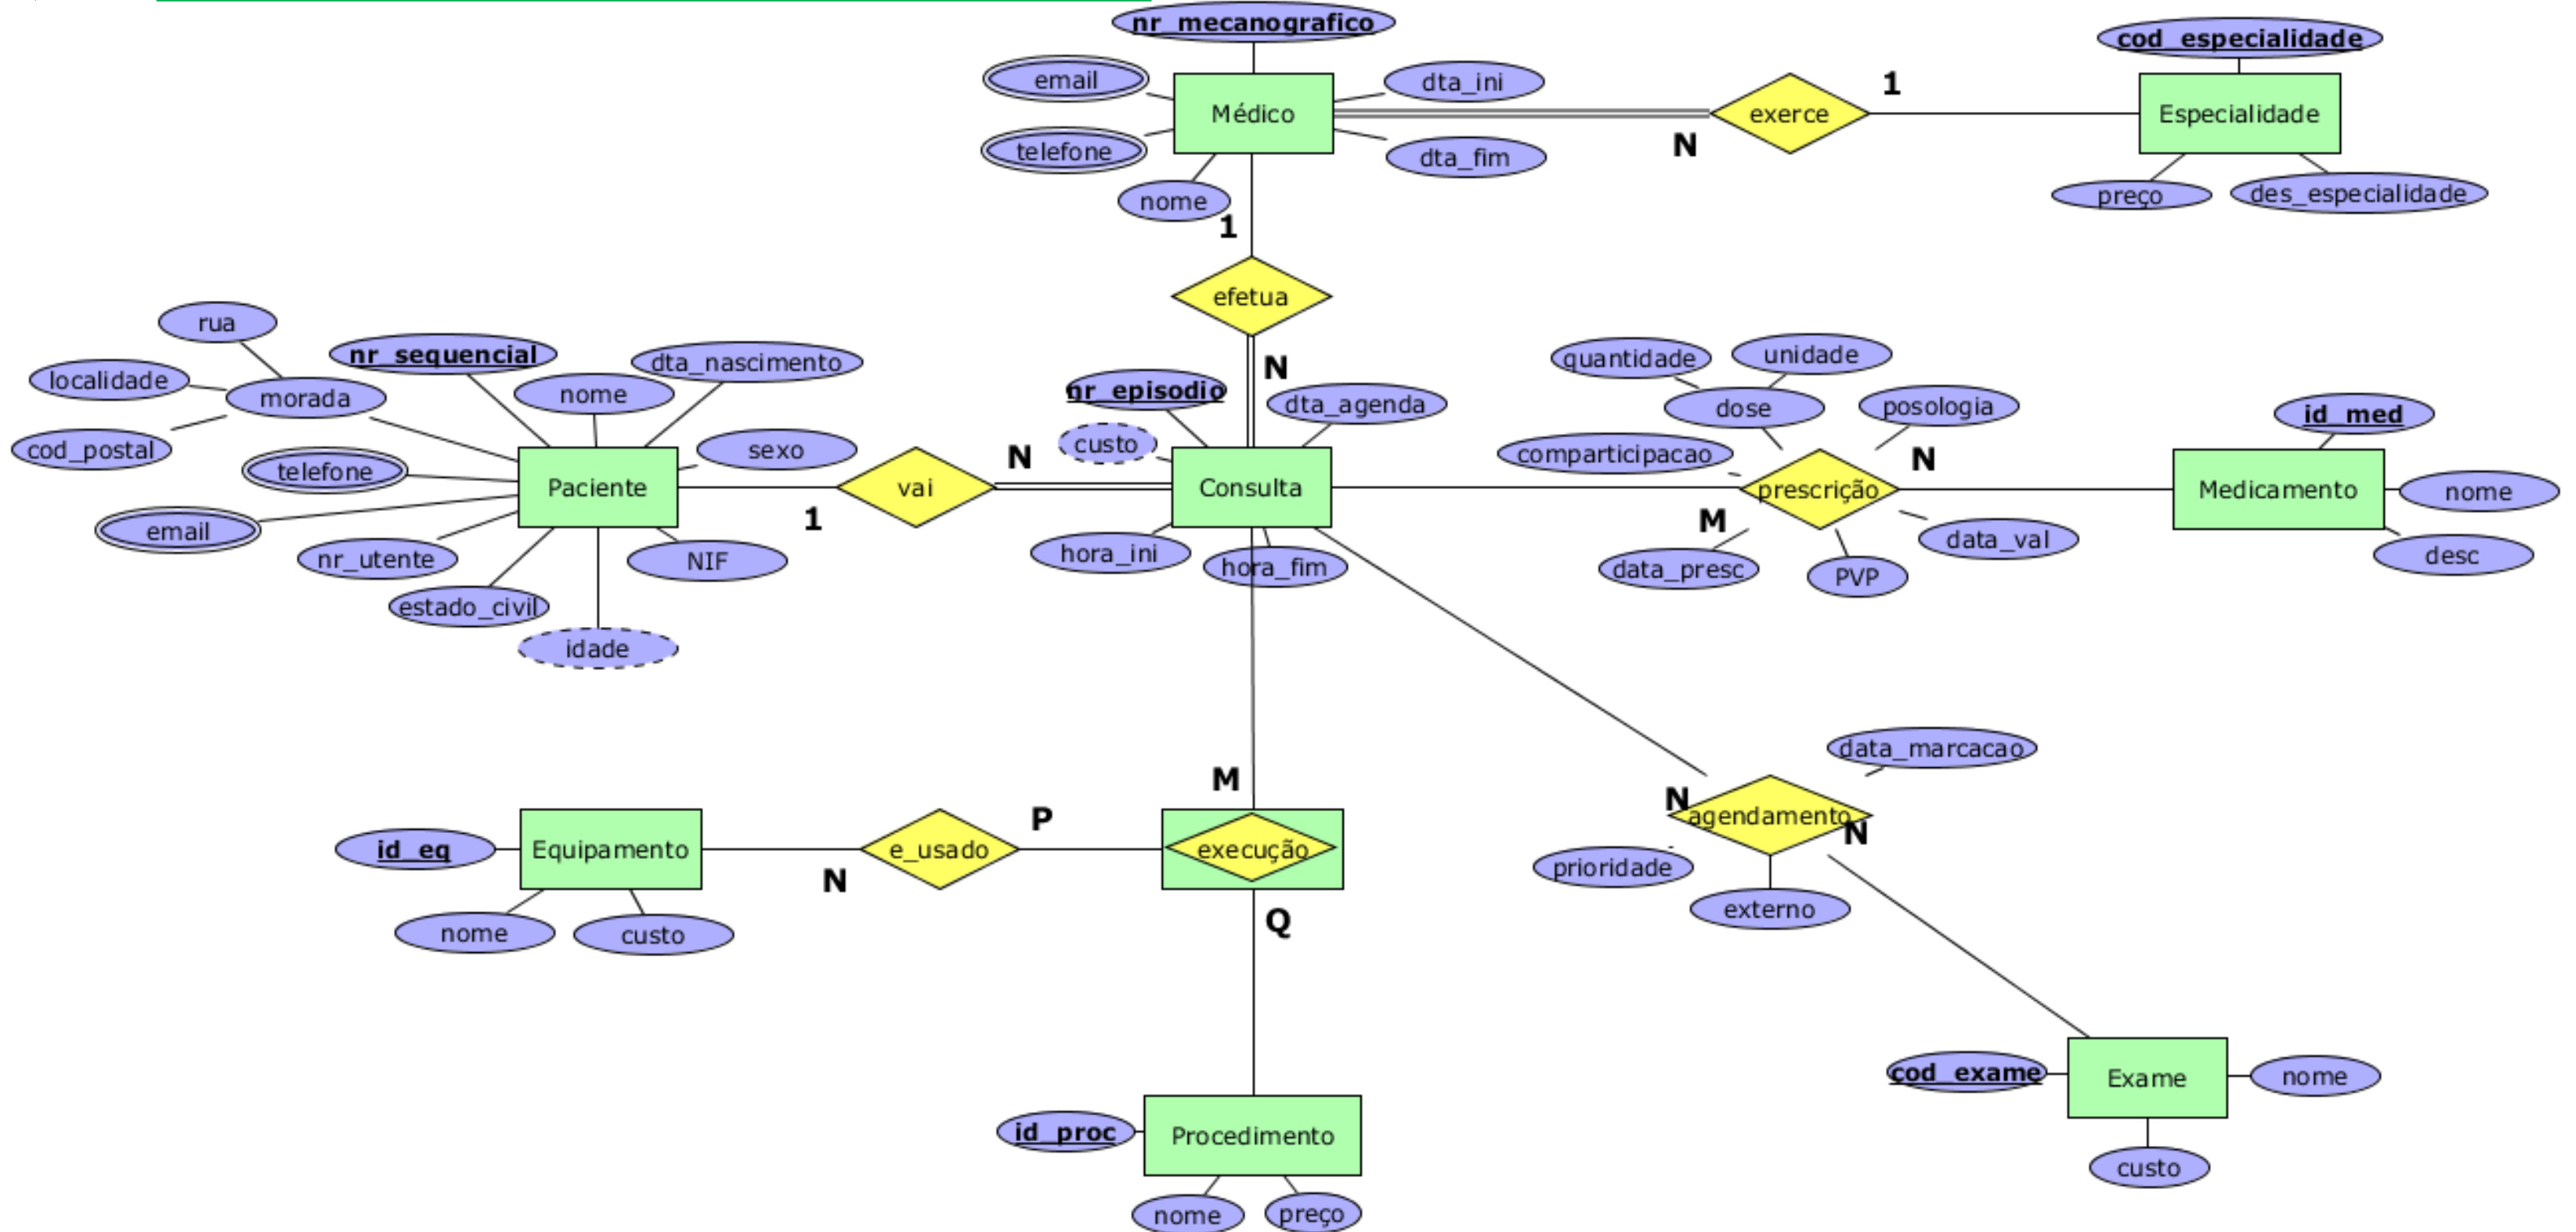 nr_mecanografico
cod_especialidade
email
dta_ini
1
Médico
exerce
Especialidade
telefone
N
dta_fim
nome
preço
des_especialidade
1
efetua
rua
nr_sequencial
dta_nascimento
N
quantidade
unidade
localidade
morada
nome
nr_episodio
dta_agenda
dose
posologia
id_med
cod_postal
telefone
sexo
N
custo
comparticipacao
N
Paciente
vai
Consulta
prescrição
Medicamento
nome
email
1
M
nr_utente
NIF
hora_ini
hora_fim
data_presc
PVP
data_val
desc
estado_civil
idade
data_marcacao
M
N
agendamento
N
P
id_eq
Equipamento
e_usado
execução
N
prioridade
externo
nome
custo
Q
cod_exame
Exame
nome
id_proc
Procedimento
custo
nome
preço